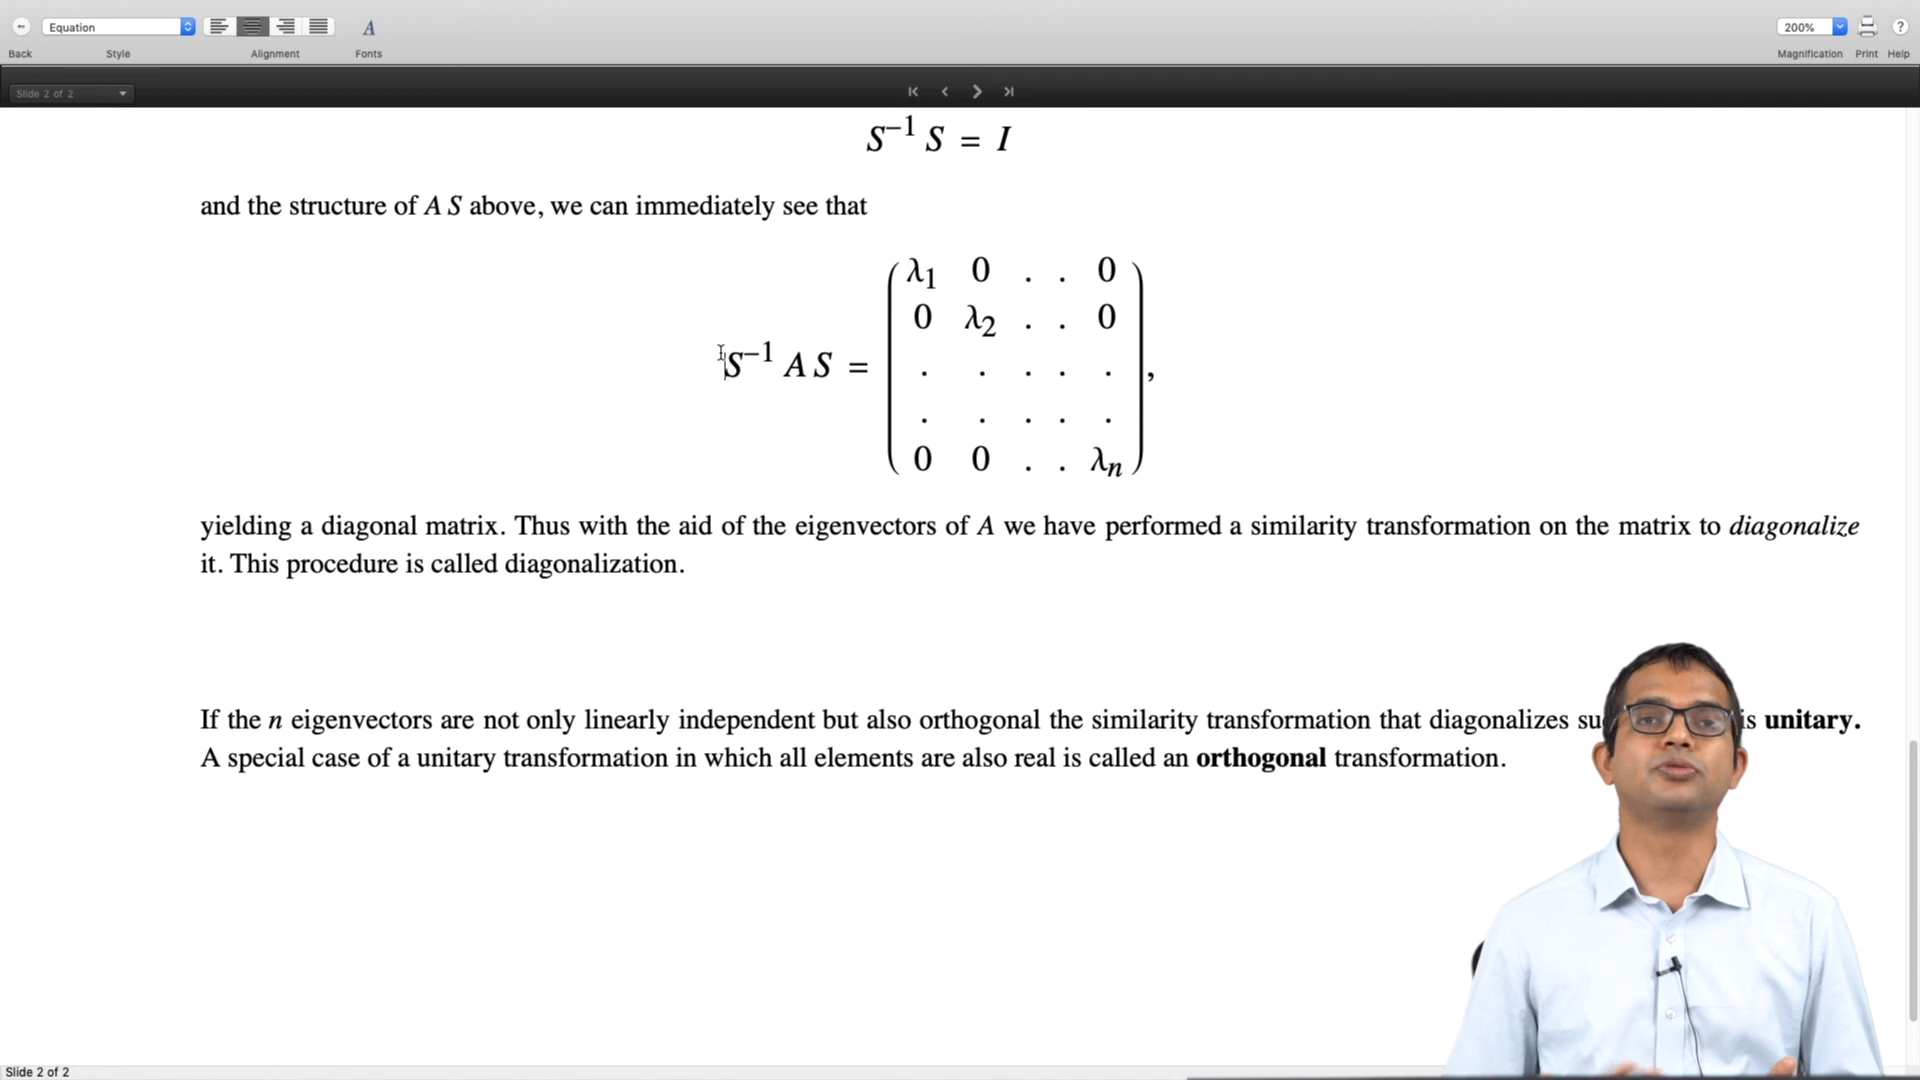 Equation
200%
Back
Style
Alignment
Fonts
Magnification
Print
Help
Slide 2 of 2
S⁻¹ S = I
and the structure of A S above, we can immediately see that
λ₁ 0 . . 0
0 λ₂ . . 0
S⁻¹ A S = . . . . . ,
. . . . .
0 0 . . λₙ
yielding a diagonal matrix. Thus with the aid of the eigenvectors of A we have performed a similarity transformation on the matrix to diagonalize
it. This procedure is called diagonalization.
If the n eigenvectors are not only linearly independent but also orthogonal the similarity transformation that diagonalizes is unitary.
A special case of a unitary transformation in which all elements are also real is called an orthogonal transformation.
Slide 2 of 2